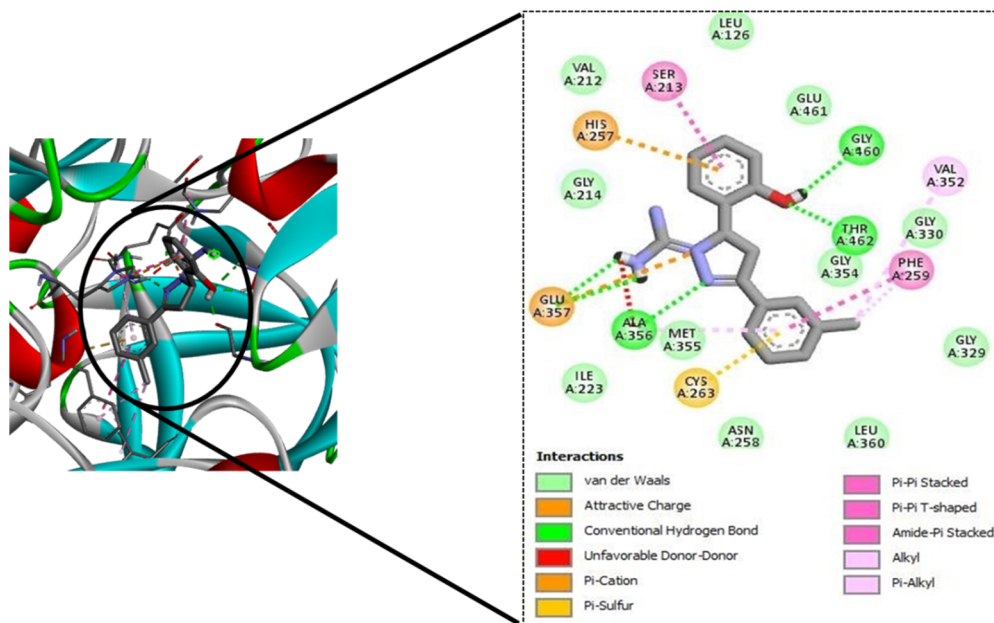 LEU
A:126
VAL
A:212
SER
A:213
GLU
A:461
HIS
A:257
GLY
A:460
VAL
A:352
GLY
A:214
THR
A:462
GLY
A:330
GLY
A:354
PHE
A:259
GLU
A:357
ALA
A:356
MET
A:355
GLY
A:329
ILE
A:223
CYS
A:263
ASN
A:258
LEU
A:360
Interactions
van der Waals
Attractive Charge
Conventional Hydrogen Bond
Unfavorable Donor-Donor
Pi-Cation
Pi-Sulfur
Pi-Pi Stacked
Pi-Pi T-shaped
Amide-Pi Stacked
Alkyl
Pi-Alkyl